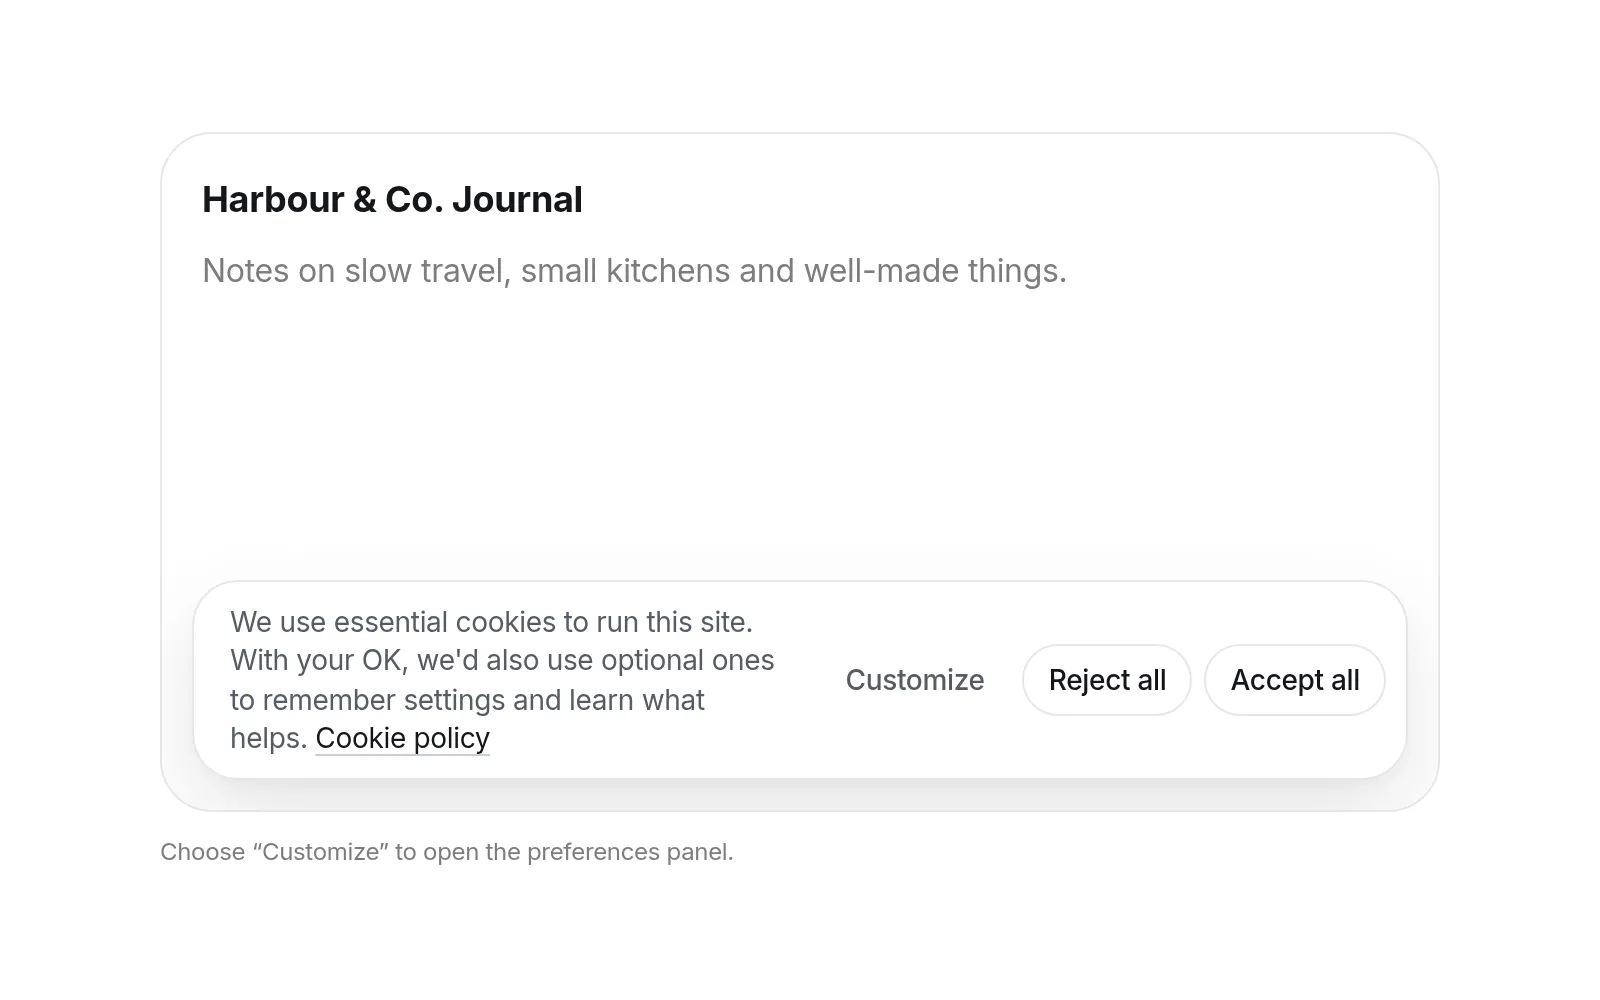 Harbour & Co. Journal
Notes on slow travel, small kitchens and well-made things.
We use essential cookies to run this site.
With your OK, we'd also use optional ones
to remember settings and learn what
helps. Cookie policy
Customize
Reject all
Accept all
Choose “Customize” to open the preferences panel.